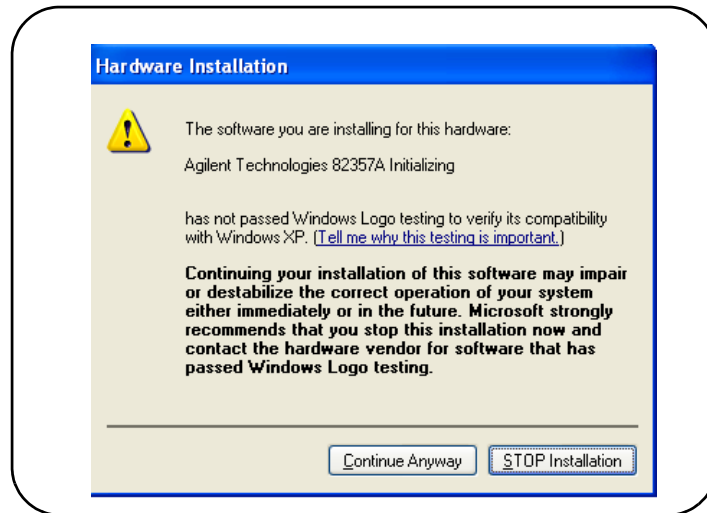 Hardware Installation
The software you are installing for this hardware:
Agilent Technologies 82357A Initializing
has not passed Windows Logo testing to verify its compatibility
with Windows XP. (Tell me why this testing is important.)
Continuing your installation of this software may impair
or destabilize the correct operation of your system
either immediately or in the future. Microsoft strongly
recommends that you stop this installation now and
contact the hardware vendor for software that has
passed Windows Logo testing.
Continue Anyway
STOP Installation